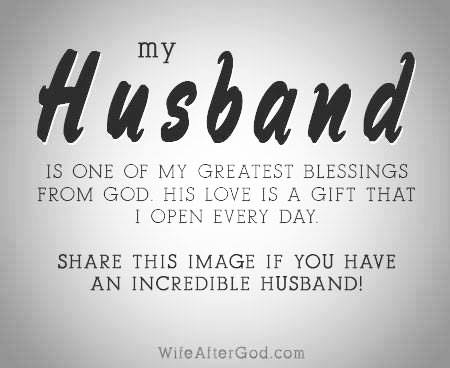 my
Husband
IS ONE OF MY GREATEST BLESSINGS
FROM GOD. HIS LOVE IS A GIFT THAT
I OPEN EVERY DAY.
SHARE THIS IMAGE IF YOU HAVE
AN INCREDIBLE HUSBAND!
WifeAfterGod.com